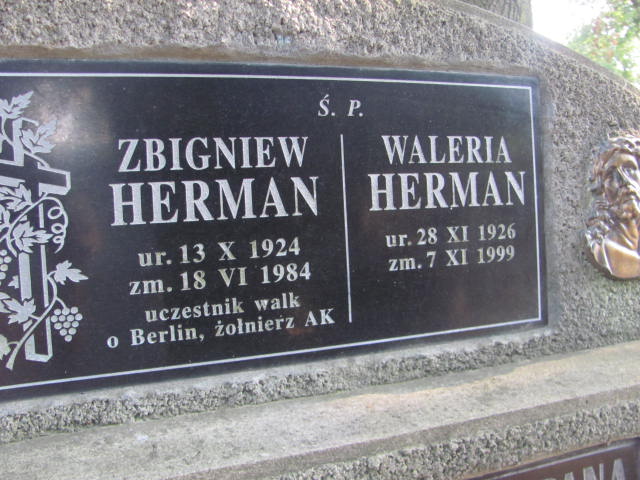 Ś. P.
ZBIGNIEW
HERMAN
ur. 13 X 1924
zm. 18 VI 1984
uczestnik walk
o Berlin, żołnierz AK
WALERIA
HERMAN
ur. 28 XI 1926
zm. 7 XI 1999